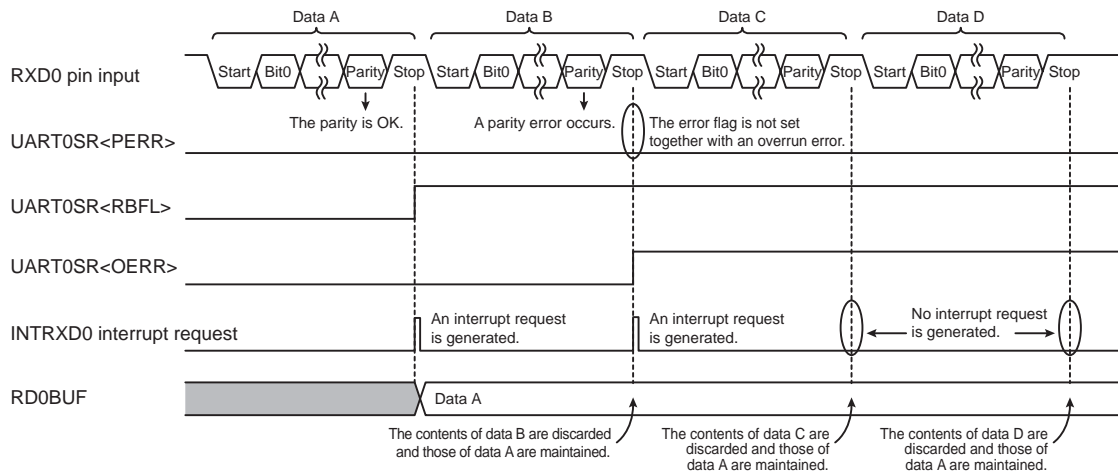 Data A Data B Data C Data D
RXD0 pin input
Start Bit0 Parity Stop Start Bit0 Parity Stop Start Bit0 Parity Stop Start Bit0 Parity Stop
The parity is OK.
A parity error occurs.
The error flag is not set
together with an overrun error.
UART0SR<PERR>
UART0SR<RBFL>
UART0SR<OERR>
INTRXD0 interrupt request
An interrupt request
is generated.
An interrupt request
is generated.
No interrupt request
is generated.
RD0BUF
Data A
The contents of data B are discarded
and those of data A are maintained.
The contents of data C are
discarded and those of
data A are maintained.
The contents of data D are
discarded and those of
data A are maintained.